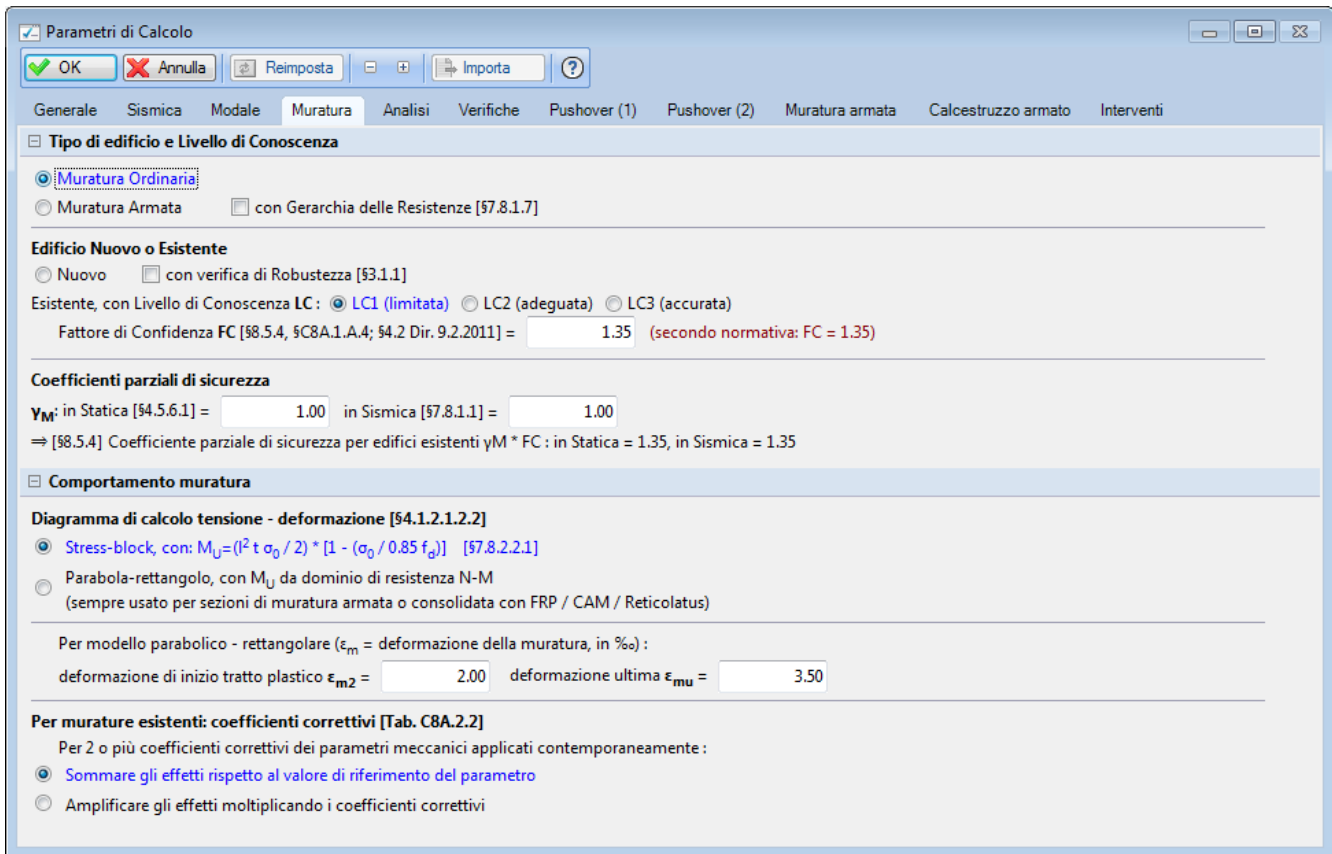 Parametri di Calcolo
OK Annulla Reimposta Importa ?
Generale Sismica Modale Muratura Analisi Verifiche Pushover (1) Pushover (2) Muratura armata Calcestruzzo armato Interventi
Tipo di edificio e Livello di Conoscenza
Muratura Ordinaria
Muratura Armata con Gerarchia delle Resistenze [§7.8.1.7]
Edificio Nuovo o Esistente
Nuovo con verifica di Robustezza [§3.1.1]
Esistente, con Livello di Conoscenza LC : LC1 (limitata) LC2 (adeguata) LC3 (accurata)
Fattore di Confidenza FC [§8.5.4, §C8A.1.A.4; §4.2 Dir. 9.2.2011] = 1.35 (secondo normativa: FC = 1.35)
Coefficienti parziali di sicurezza
γM: in Statica [§4.5.6.1] = 1.00 in Sismica [§7.8.1.1] = 1.00
⇒ [§8.5.4] Coefficiente parziale di sicurezza per edifici esistenti γM * FC : in Statica = 1.35, in Sismica = 1.35
Comportamento muratura
Diagramma di calcolo tensione - deformazione [§4.1.2.1.2.2]
Stress-block, con: MU=(l² t σ0 / 2) * [1 - (σ0 / 0.85 fd)] [§7.8.2.2.1]
Parabola-rettangolo, con MU da dominio di resistenza N-M
(sempre usato per sezioni di muratura armata o consolidata con FRP / CAM / Reticolatus)
Per modello parabolico - rettangolare (εm = deformazione della muratura, in ‰) :
deformazione di inizio tratto plastico εm2 = 2.00 deformazione ultima εmu = 3.50
Per murature esistenti: coefficienti correttivi [Tab. C8A.2.2]
Per 2 o più coefficienti correttivi dei parametri meccanici applicati contemporaneamente :
Sommare gli effetti rispetto al valore di riferimento del parametro
Amplificare gli effetti moltiplicando i coefficienti correttivi